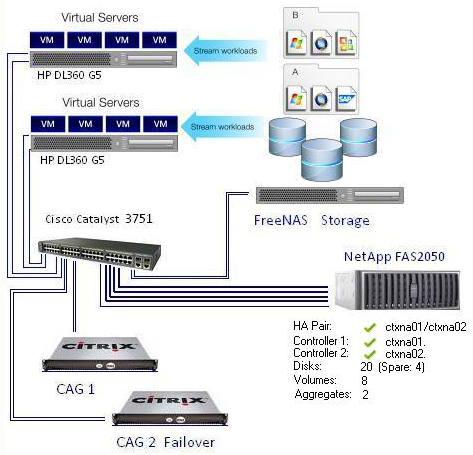 Virtual Servers
VM VM VM VM
HP DL360 G5
Stream workloads
B
A
SAP
Virtual Servers
VM VM VM VM
HP DL360 G5
Stream workloads
FreeNAS Storage
Cisco Catalyst 3751
NetApp FAS2050
HA Pair: ctxna01/ctxna02
Controller 1: ctxna01.
Controller 2: ctxna02.
Disks: 20 (Spare: 4)
Volumes: 8
Aggregates: 2
CITRIX
CAG 1
CITRIX
CAG 2 Failover